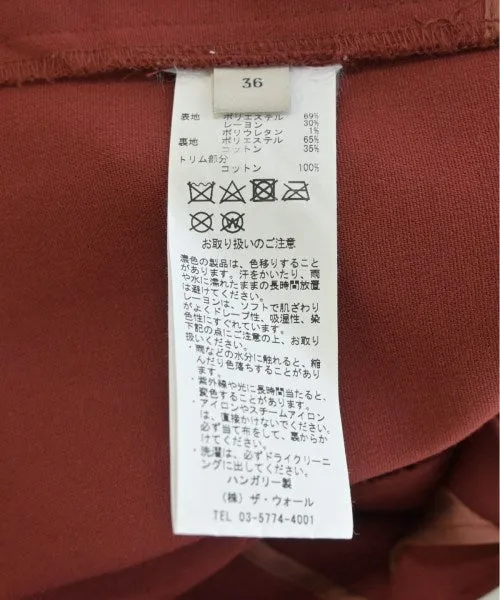 36
表地 ポリエステル 69%
レーヨン 30%
ポリウレタン 1%
裏地 ポリエステル 65%
コットン 35%
トリム部分
コットン 100%
お取り扱いのご注意
濃色の製品は、色移りすること
があります。汗をかいたり、雨
や水に濡れたままの長時間放置
は避けてください。
レーヨンは、ソフトで肌ざわり
がよくドレープ性、吸湿性、染
色性にすぐれています。
下記の点にご注意の上、お取り
扱いください。
・雨などの水分に触れると、縮
んだり色落ちすることがあり
ます。
・紫外線や光に長時間当たると、
変色することがあります。
・アイロンやスチームアイロン
は、直接かけないでください。
必ず当て布をして、裏からか
けてください。
・洗濯は、必ずドライクリーニ
ングに出してください。
ハンガリー製
（株）ザ・ウォール
TEL 03-5774-4001